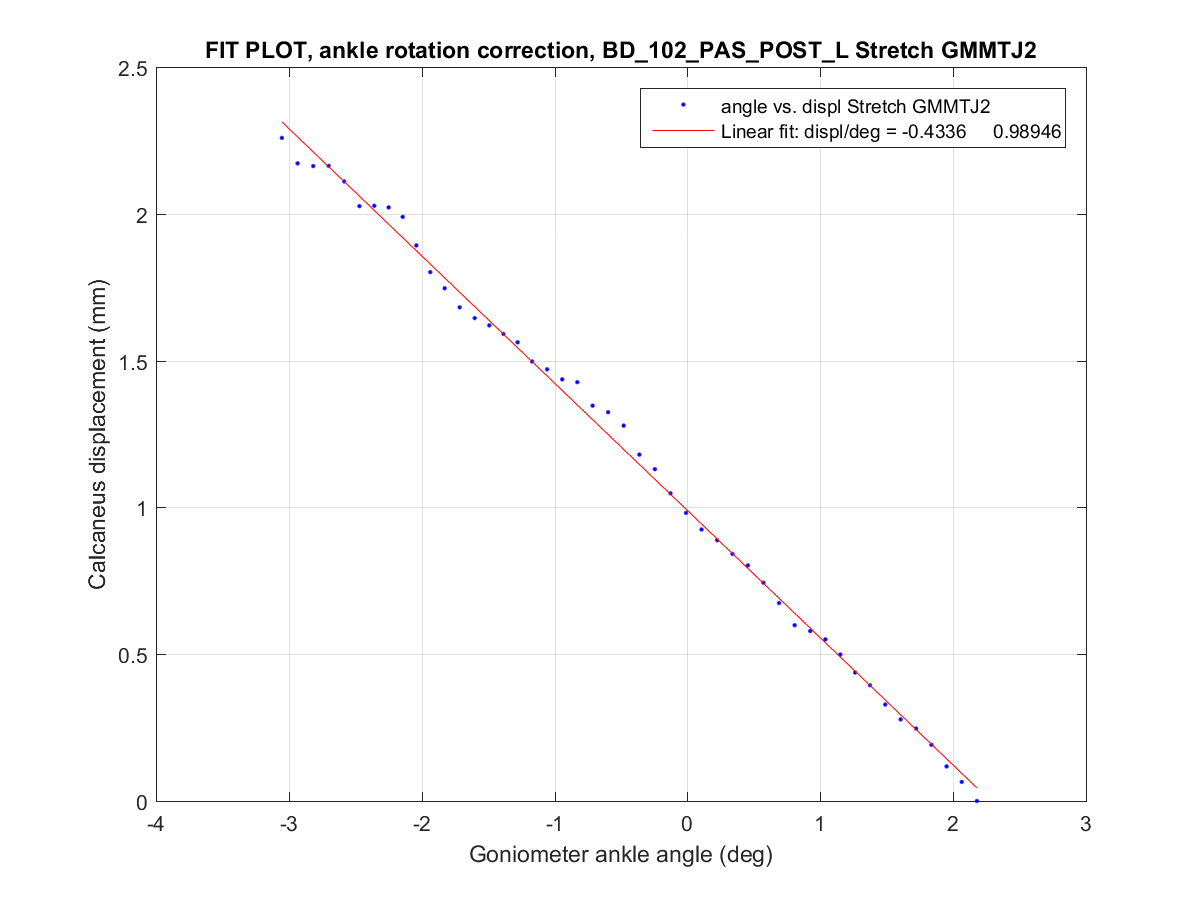 FIT PLOT, ankle rotation correction, BD_102_PAS_POST_L Stretch GMMTJ2
angle vs. displ Stretch GMMTJ2
Linear fit: displ/deg = -0.4336 0.98946
Calcaneus displacement (mm)
2.5
2
1.5
1
0.5
0
-4 -3 -2 -1 0 1 2 3
Goniometer ankle angle (deg)